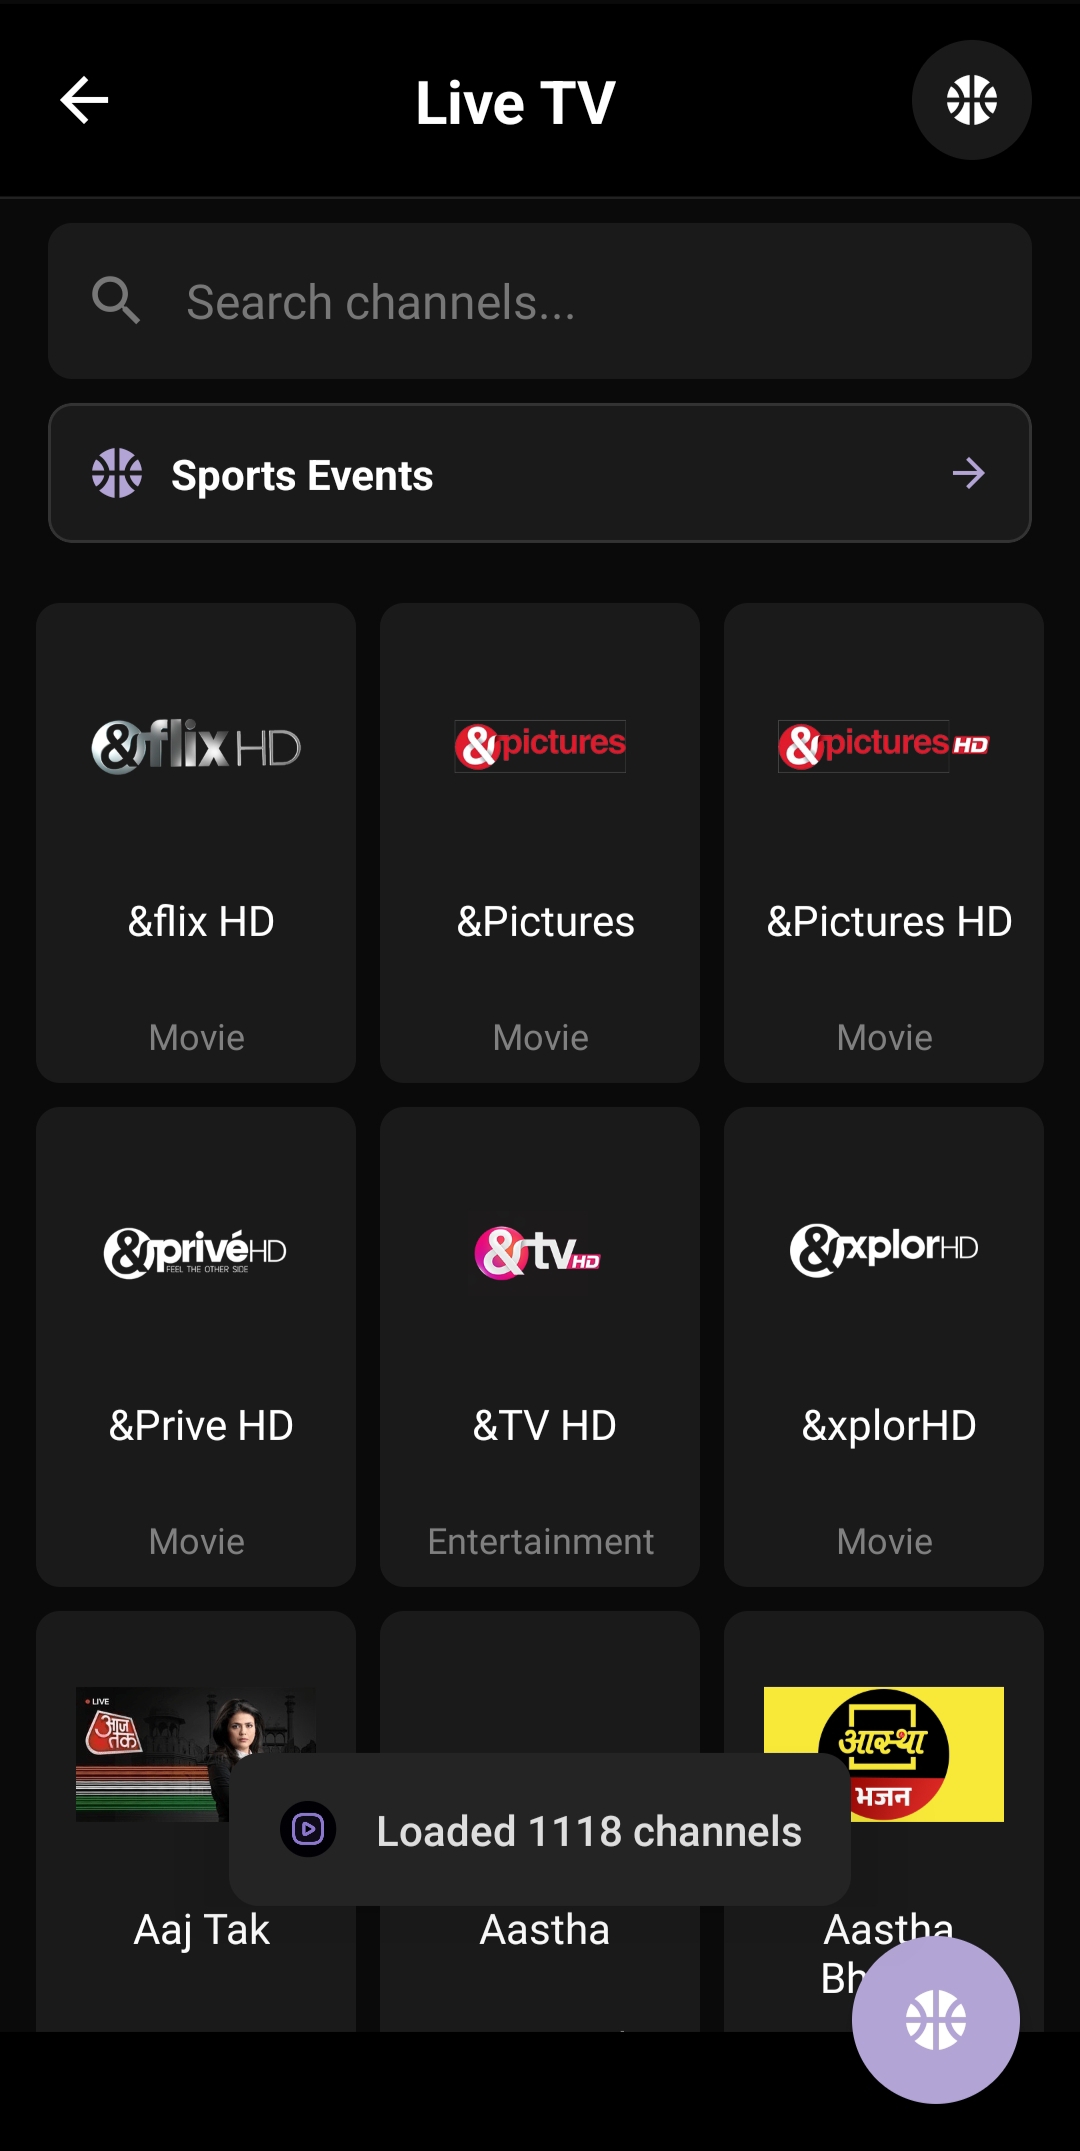 Live TV
Search channels...
Sports Events
&flix HD
&pictures
&pictures HD
&flix HD
&Pictures
&Pictures HD
Movie
Movie
Movie
&privé HD
FEEL THE OTHER SIDE
&tv HD
&xplor HD
&Prive HD
&TV HD
&xplorHD
Movie
Entertainment
Movie
LIVE
आज
तक
आस्था
भजन
Loaded 1118 channels
Aaj Tak
Aastha
Aastha